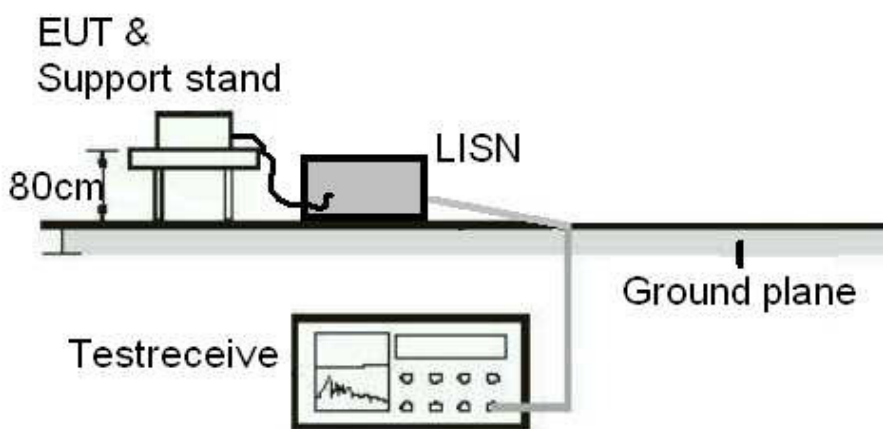 EUT &
Support stand
LISN
80cm
Ground plane
Testreceive